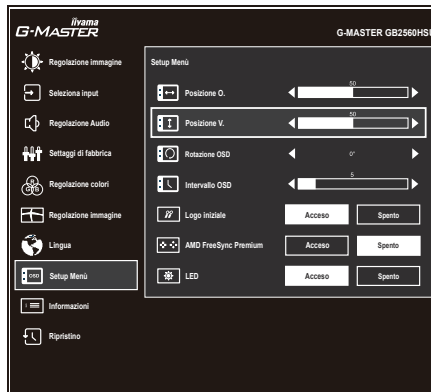 iiyama
G-MASTER
G-MASTER GB2560HSU
Regolazione immagine
Seleziona input
Regolazione Audio
Settaggi di fabbrica
Regolazione colori
R
G B
Regolazione immagine
Lingua
OSD
Setup Menù
Informazioni
Ripristino
Setup Menù
Posizione O.
50
Posizione V.
50
Rotazione OSD
0°
Intervallo OSD
5
Logo iniziale
Acceso
Spento
AMD FreeSync Premium
Acceso
Spento
LED
Acceso
Spento